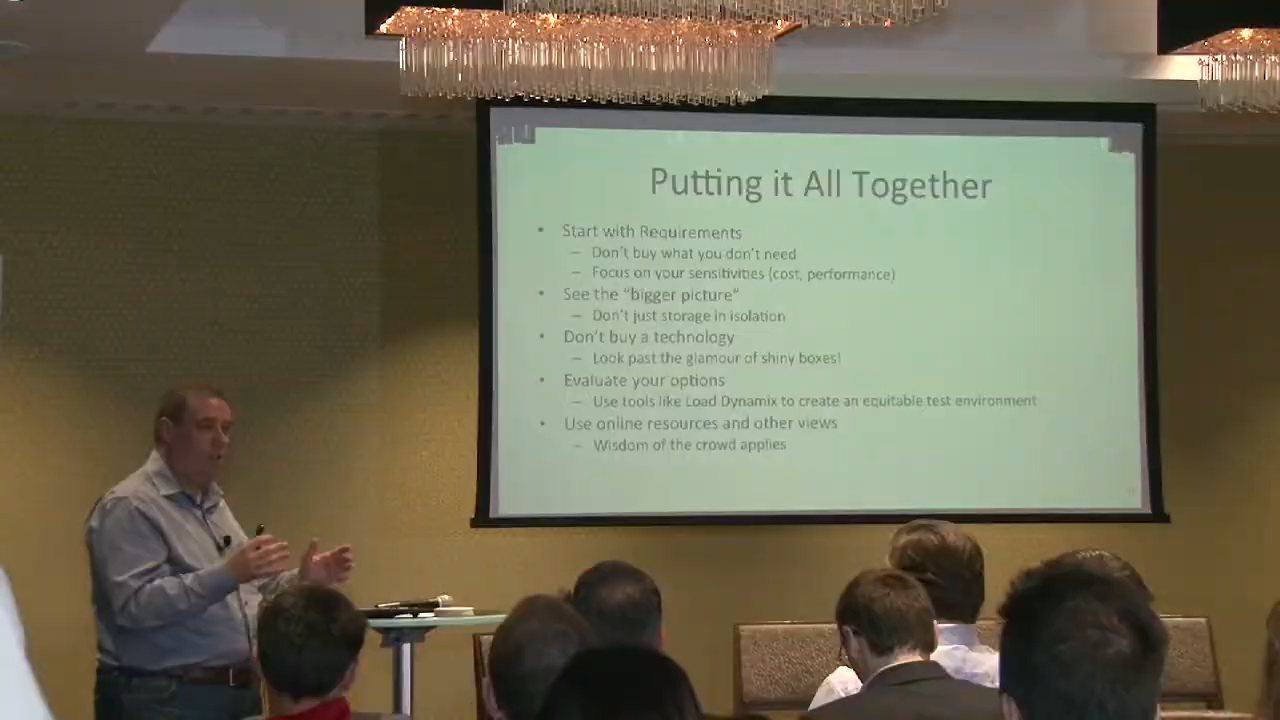 Putting it All Together
• Start with Requirements
– Don't buy what you don't need
– Focus on your sensitivities (cost, performance)
• See the "bigger picture"
– Don't just storage in isolation
• Don't buy a technology
– Look past the glamour of shiny boxes!
• Evaluate your options
– Use tools like Load Dynamix to create an equitable test environment
• Use online resources and other views
– Wisdom of the crowd applies